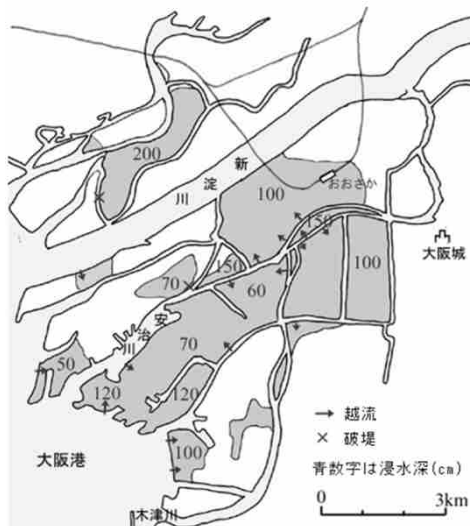 200
新
淀
川
100
おおさか
150
大阪城
100
150
70
60
安
治
川
70
50
120
120
100
大阪港
木津川
→ 越流
× 破堤
青数字は浸水深(cm)
0 3km